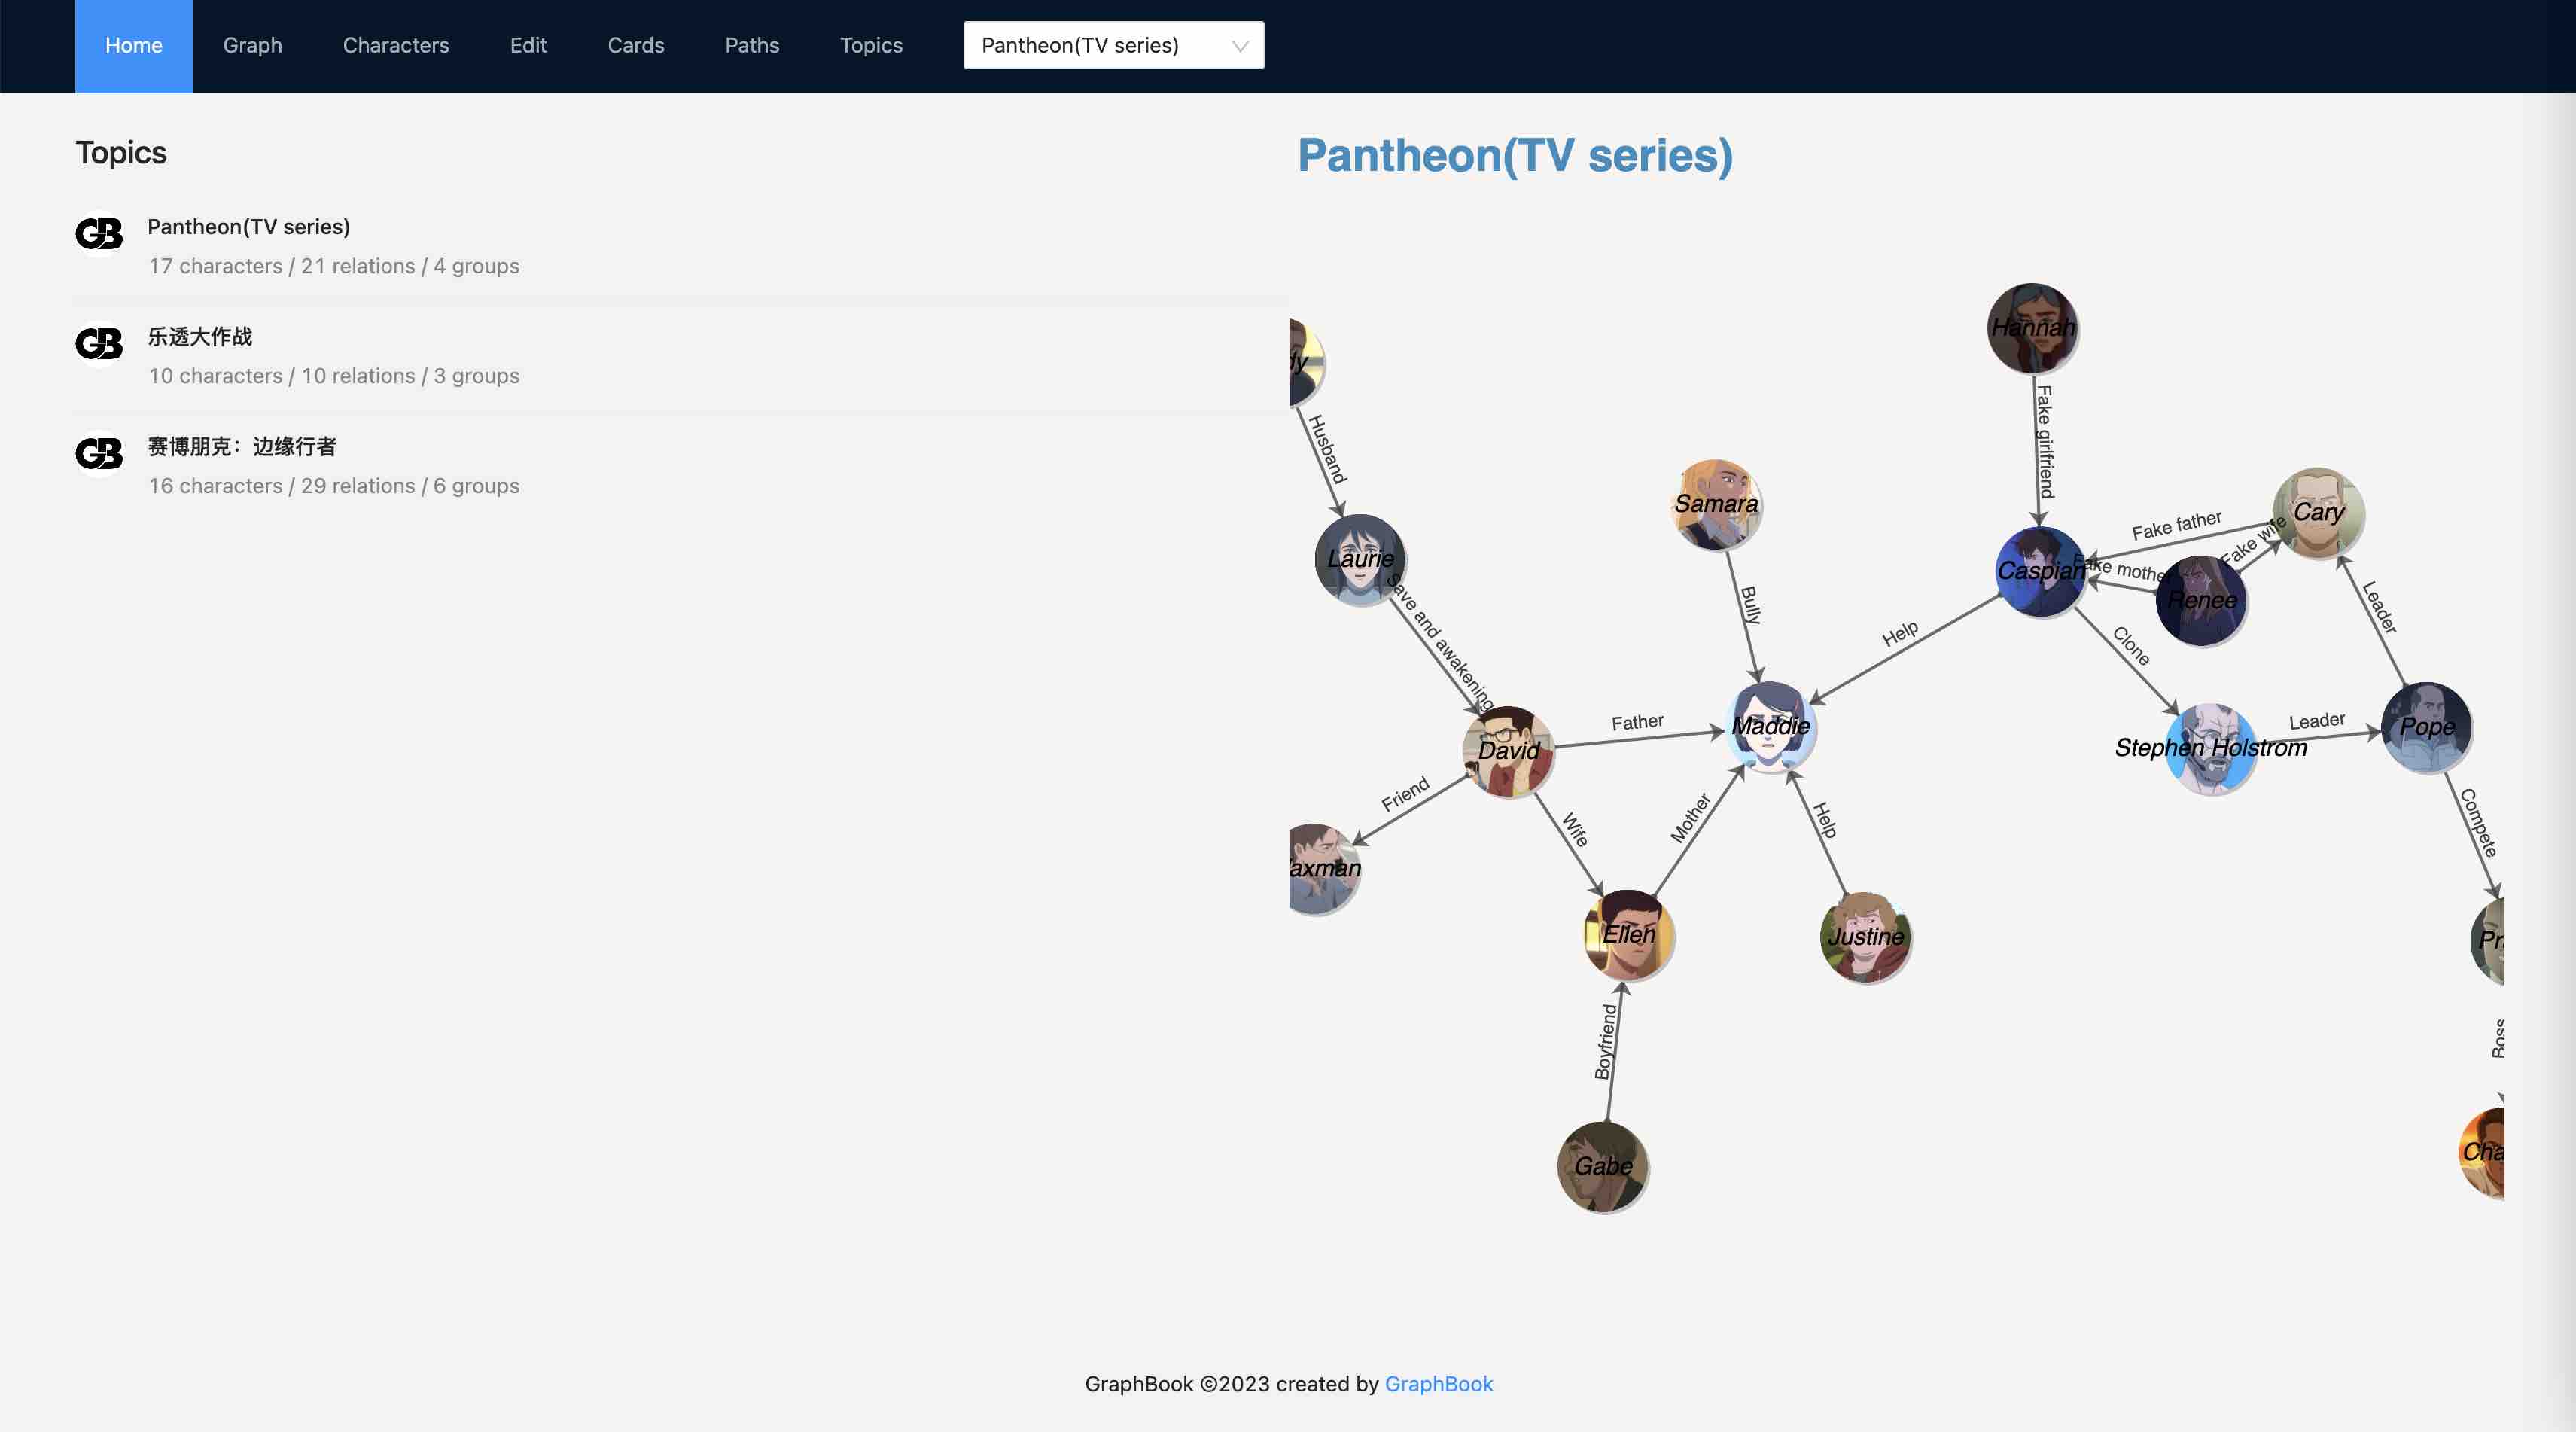 Home Graph Characters Edit Cards Paths Topics Pantheon(TV series)
Topics
GB Pantheon(TV series)
17 characters / 21 relations / 4 groups
GB 乐透大作战
10 characters / 10 relations / 3 groups
GB 赛博朋克：边缘行者
16 characters / 29 relations / 6 groups
Pantheon(TV series)
Hannah
dy
Husband
Fake girlfriend
Samara
Cary
Fake father
Fake wife
Laurie
Caspian
Fake mother
Renee
Save and awakening
Bully
Help
Clone
Leader
David
Father
Maddie
Stephen Holstrom
Leader
Pope
Friend
Wife
Mother
Help
Compete
axman
Ellen
Justine
Pr
Boyfriend
Boss
Gabe
Cha
GraphBook ©2023 created by GraphBook